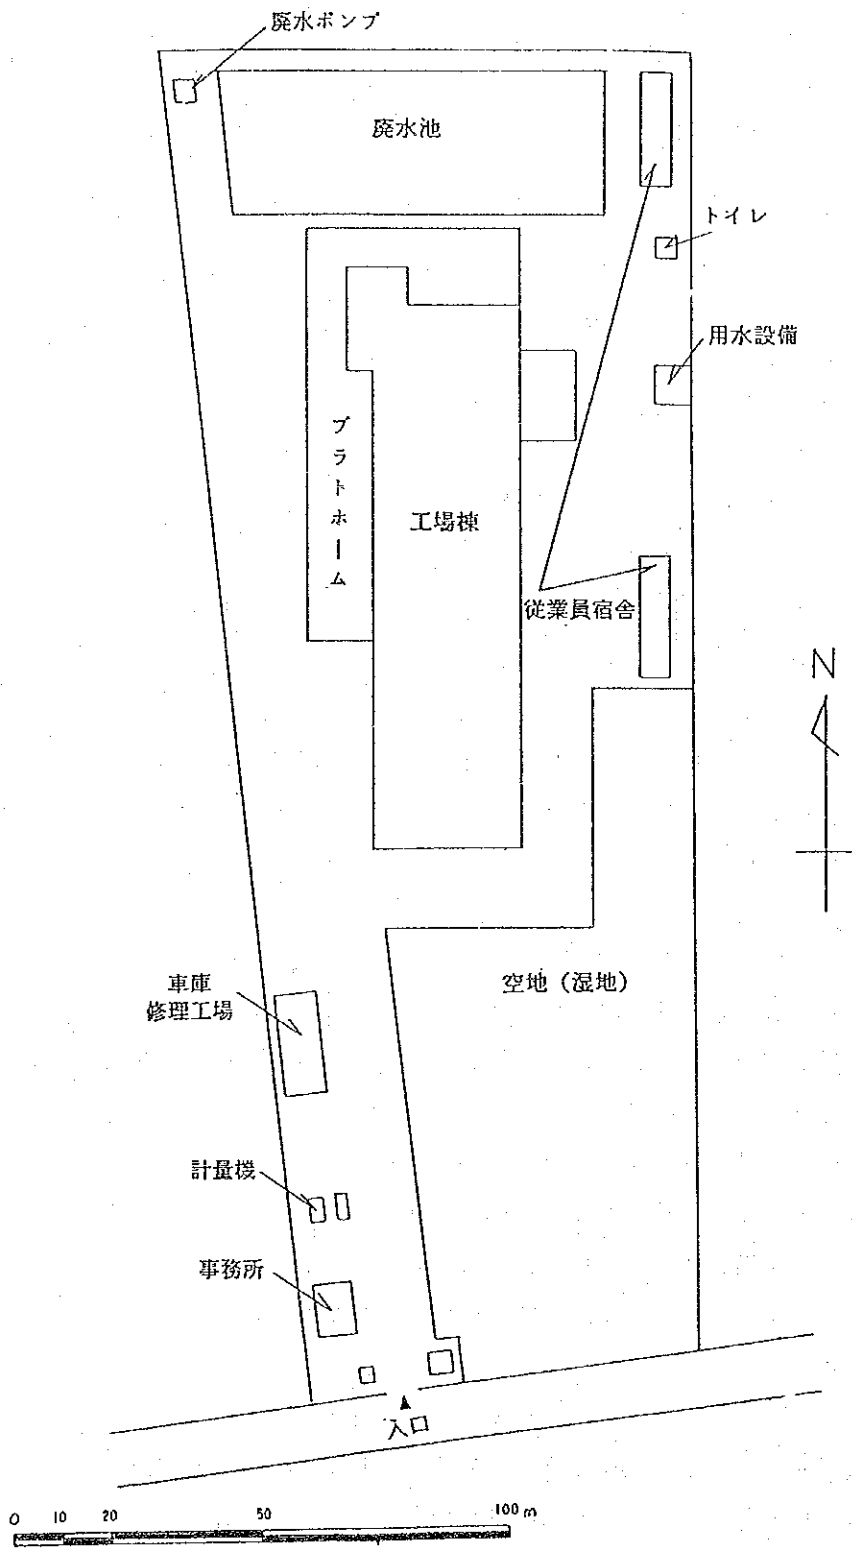 廃水ポンプ
廃水池
トイレ
用水設備
プラトホーム
工場棟
従業員宿舎
N
車庫
修理工場
空地（湿地）
計量機
事務所
入口
0 10 20 50 100 m